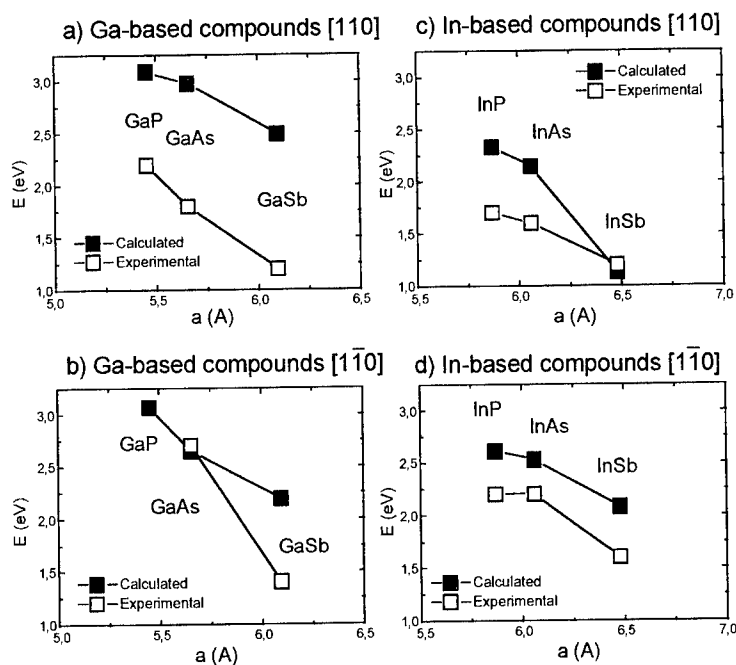 a) Ga-based compounds [110]
3,0
2,5
2,0
1,5
1,0
E (eV)
GaP
GaAs
GaSb
Calculated
Experimental
5,0
5,5
6,0
6,5
a (A)
c) In-based compounds [110]
3,0
2,5
2,0
1,5
1,0
E (eV)
Calculated
Experimental
InP
InAs
InSb
5,5
6,0
6,5
7,0
a (A)
b) Ga-based compounds [11̅0]
3,0
2,5
2,0
1,5
1,0
E (eV)
GaP
GaAs
GaSb
Calculated
Experimental
5,0
5,5
6,0
6,5
a (A)
d) In-based compounds [11̅0]
3,0
2,5
2,0
1,5
1,0
E (eV)
InP
InAs
InSb
Calculated
Experimental
5,5
6,0
6,5
7,0
a (A)